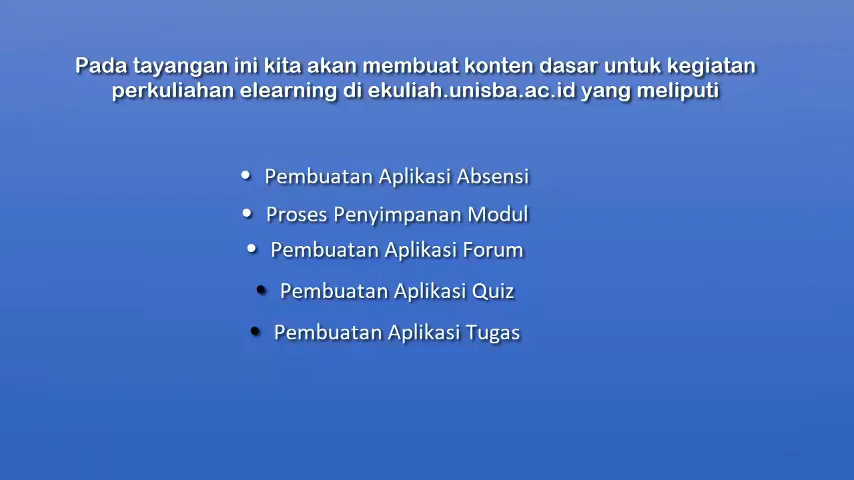 Pada tayangan ini kita akan membuat konten dasar untuk kegiatan
perkuliahan elearning di ekuliah.unisba.ac.id yang meliputi
• Pembuatan Aplikasi Absensi
• Proses Penyimpanan Modul
• Pembuatan Aplikasi Forum
• Pembuatan Aplikasi Quiz
• Pembuatan Aplikasi Tugas